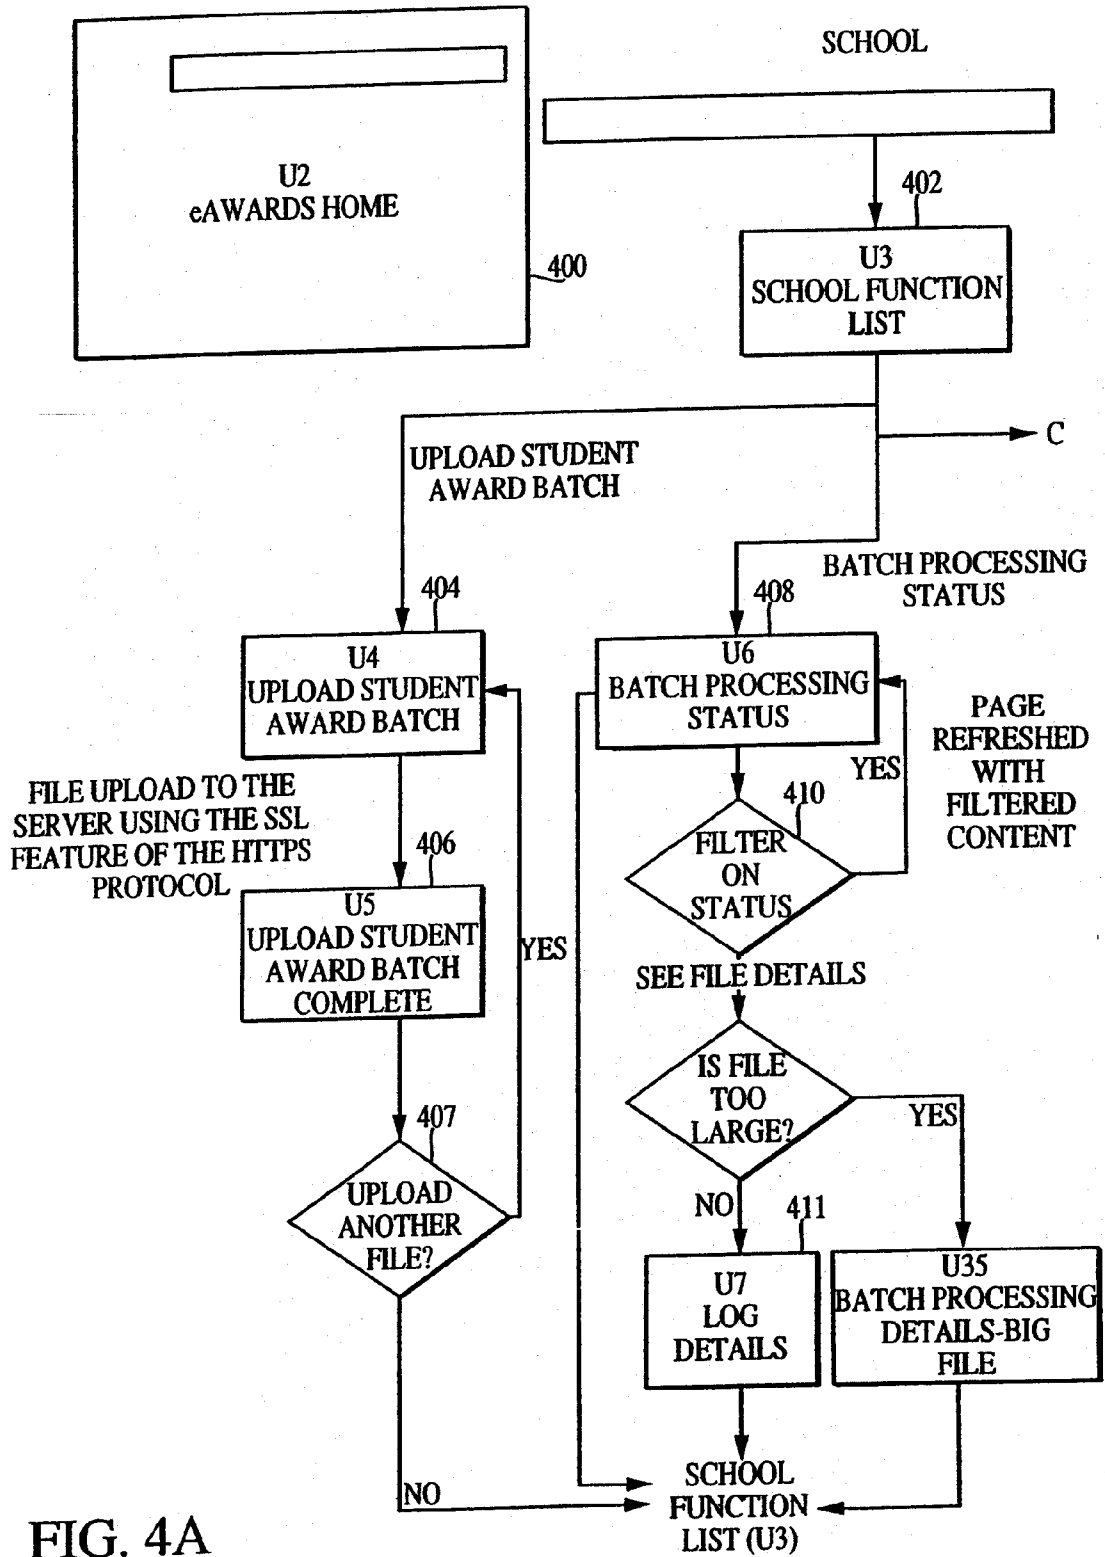 SCHOOL
U2
eAWARDS HOME
400
402
U3
SCHOOL FUNCTION
LIST
C
UPLOAD STUDENT
AWARD BATCH
BATCH PROCESSING
STATUS
404
408
U4
UPLOAD STUDENT
AWARD BATCH
U6
BATCH PROCESSING
STATUS
PAGE
REFRESHED
WITH
FILTERED
CONTENT
YES
FILE UPLOAD TO THE
SERVER USING THE SSL
FEATURE OF THE HTTPS
PROTOCOL
406
410
FILTER
ON
STATUS
U5
UPLOAD STUDENT
AWARD BATCH
COMPLETE
YES
SEE FILE DETAILS
IS FILE
TOO
LARGE?
YES
407
UPLOAD
ANOTHER
FILE?
NO
411
U7
LOG
DETAILS
U35
BATCH PROCESSING
DETAILS-BIG
FILE
NO
SCHOOL
FUNCTION
LIST (U3)
FIG. 4A